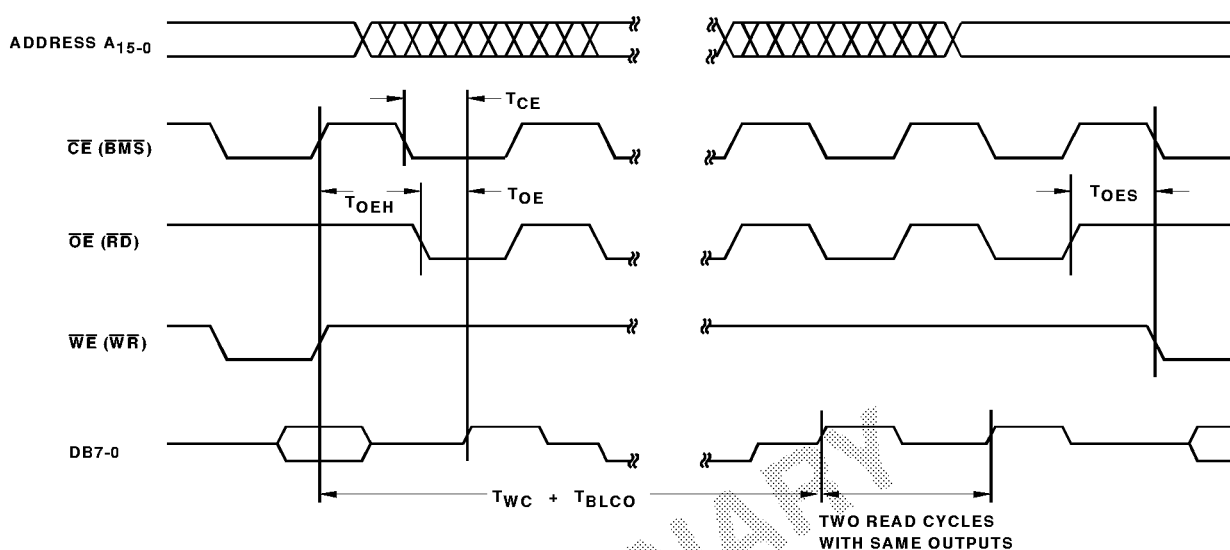 ADDRESS A15-0
TCE
CE (BMS)
TOEH
TOE
TOES
OE (RD)
WE (WR)
DB7-0
TWC + TBLCO
TWO READ CYCLES
WITH SAME OUTPUTS